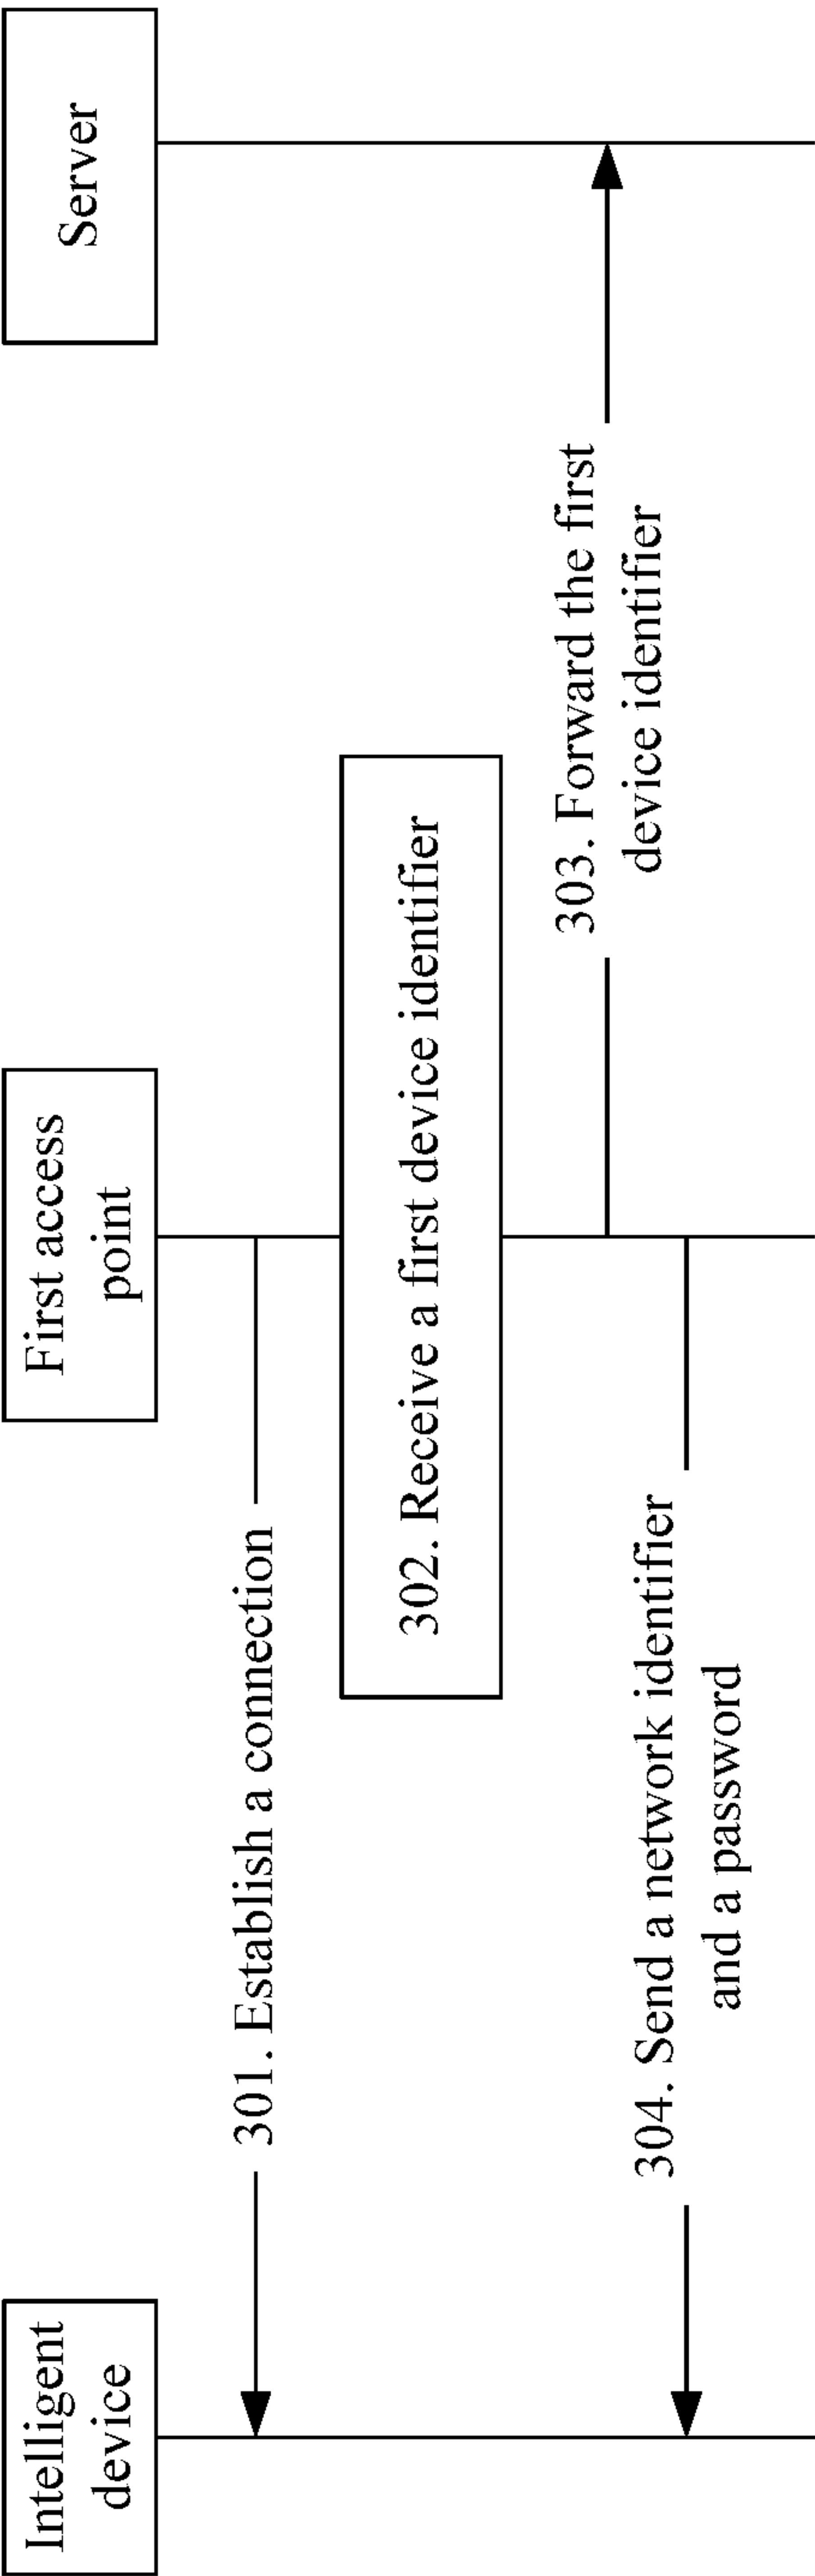 Intelligent
device
First access
point
Server
301. Establish a connection
302. Receive a first device identifier
303. Forward the first
device identifier
304. Send a network identifier
and a password